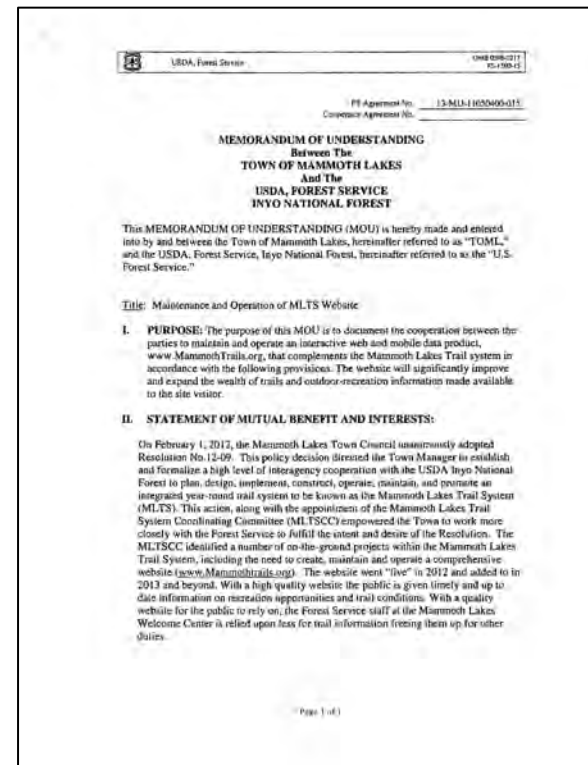 USDA, Forest Service
OMB 0596-0217
FS-1500-15
FS Agreement No. 13-MU-11050400-015
Cooperator Agreement No.
MEMORANDUM OF UNDERSTANDING
Between The
TOWN OF MAMMOTH LAKES
And The
USDA, FOREST SERVICE
INYO NATIONAL FOREST
This MEMORANDUM OF UNDERSTANDING (MOU) is hereby made and entered
into by and between the Town of Mammoth Lakes, hereinafter referred to as "TOML,"
and the USDA, Forest Service, Inyo National Forest, hereinafter referred to as the "U.S.
Forest Service."
Title: Maintenance and Operation of MLTS Website
I. PURPOSE: The purpose of this MOU is to document the cooperation between the
parties to maintain and operate an interactive web and mobile data product,
www.MammothTrails.org, that complements the Mammoth Lakes Trail system in
accordance with the following provisions. The website will significantly improve
and expand the wealth of trails and outdoor-recreation information made available
to the site visitor.
II. STATEMENT OF MUTUAL BENEFIT AND INTERESTS:
On February 1, 2012, the Mammoth Lakes Town Council unanimously adopted
Resolution No.12-09. This policy decision directed the Town Manager to establish
and formalize a high level of interagency cooperation with the USDA Inyo National
Forest to plan, design, implement, construct, operate, maintain, and promote an
integrated year-round trail system to be known as the Mammoth Lakes Trail System
(MLTS). This action, along with the appointment of the Mammoth Lakes Trail
System Coordinating Committee (MLTSCC) empowered the Town to work more
closely with the Forest Service to fulfill the intent and desire of the Resolution. The
MLTSCC identified a number of on-the-ground projects within the Mammoth Lakes
Trail System, including the need to create, maintain and operate a comprehensive
website (www.Mammothtrails.org). The website went "live" in 2012 and added to in
2013 and beyond. With a high quality website the public is given timely and up to
date information on recreation opportunities and trail conditions. With a quality
website for the public to rely on, the Forest Service staff at the Mammoth Lakes
Welcome Center is relied upon less for trail information freeing them up for other
duties.
Page 1 of